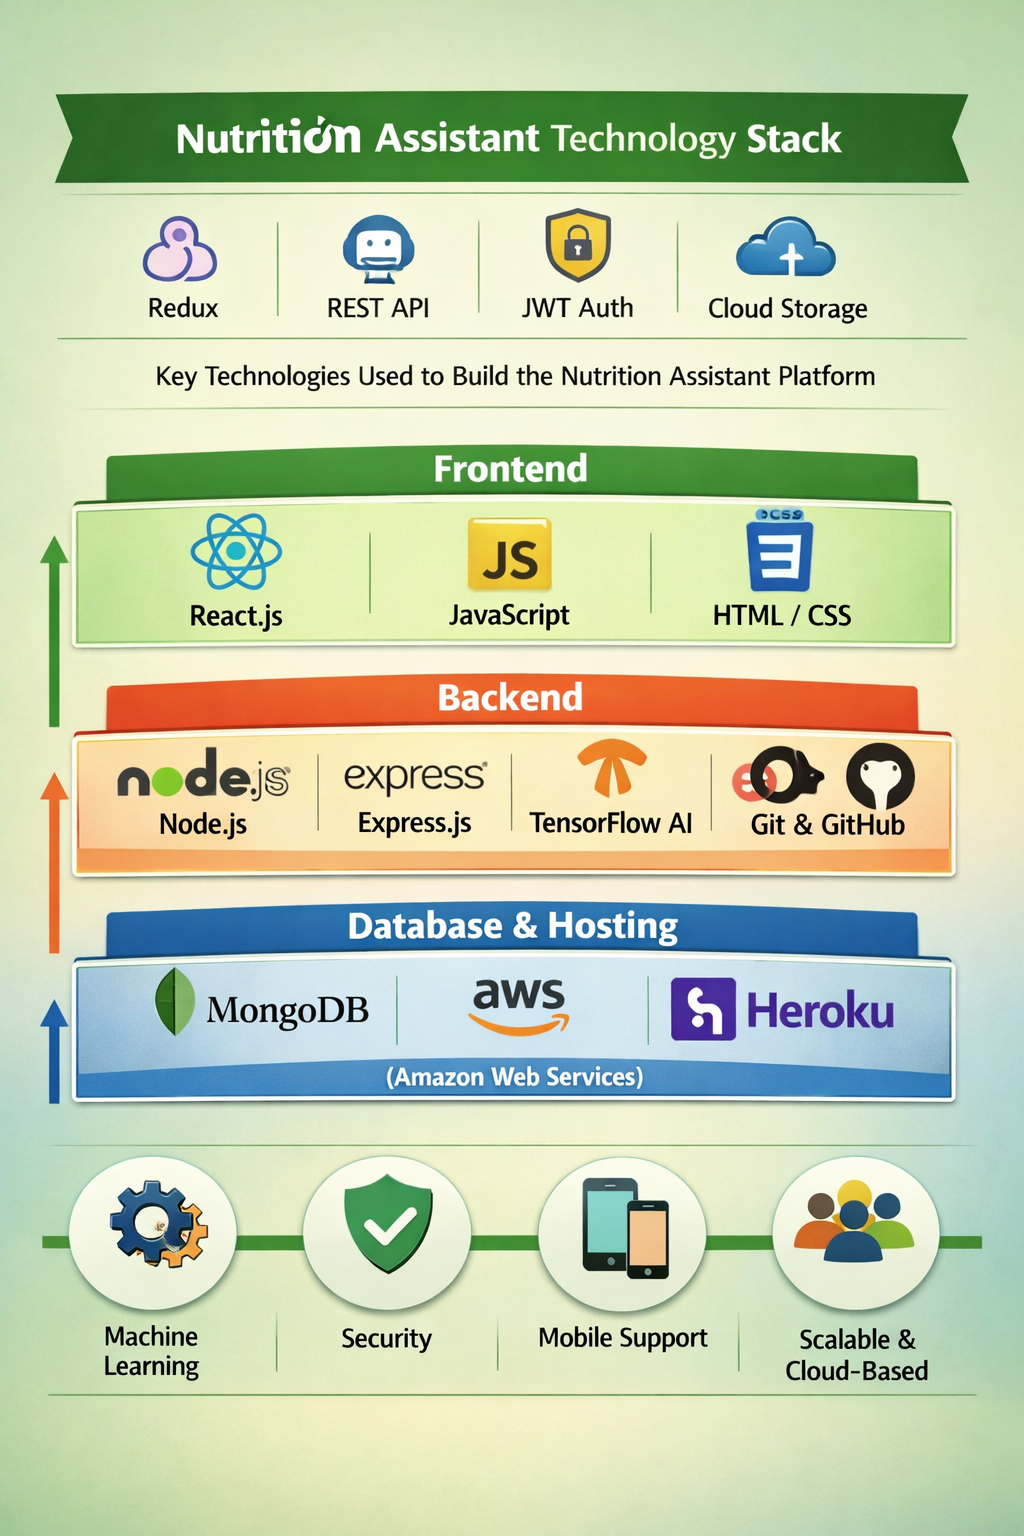 Nutrition Assistant Technology Stack
Redux
REST API
JWT Auth
Cloud Storage
Key Technologies Used to Build the Nutrition Assistant Platform
Frontend
JS
CSS
3
React.js
JavaScript
HTML / CSS
Backend
node.js
express
Node.js
Express.js
TensorFlow AI
Git & GitHub
Database & Hosting
MongoDB
aws
Heroku
(Amazon Web Services)
Machine
Learning
Security
Mobile Support
Scalable &
Cloud-Based